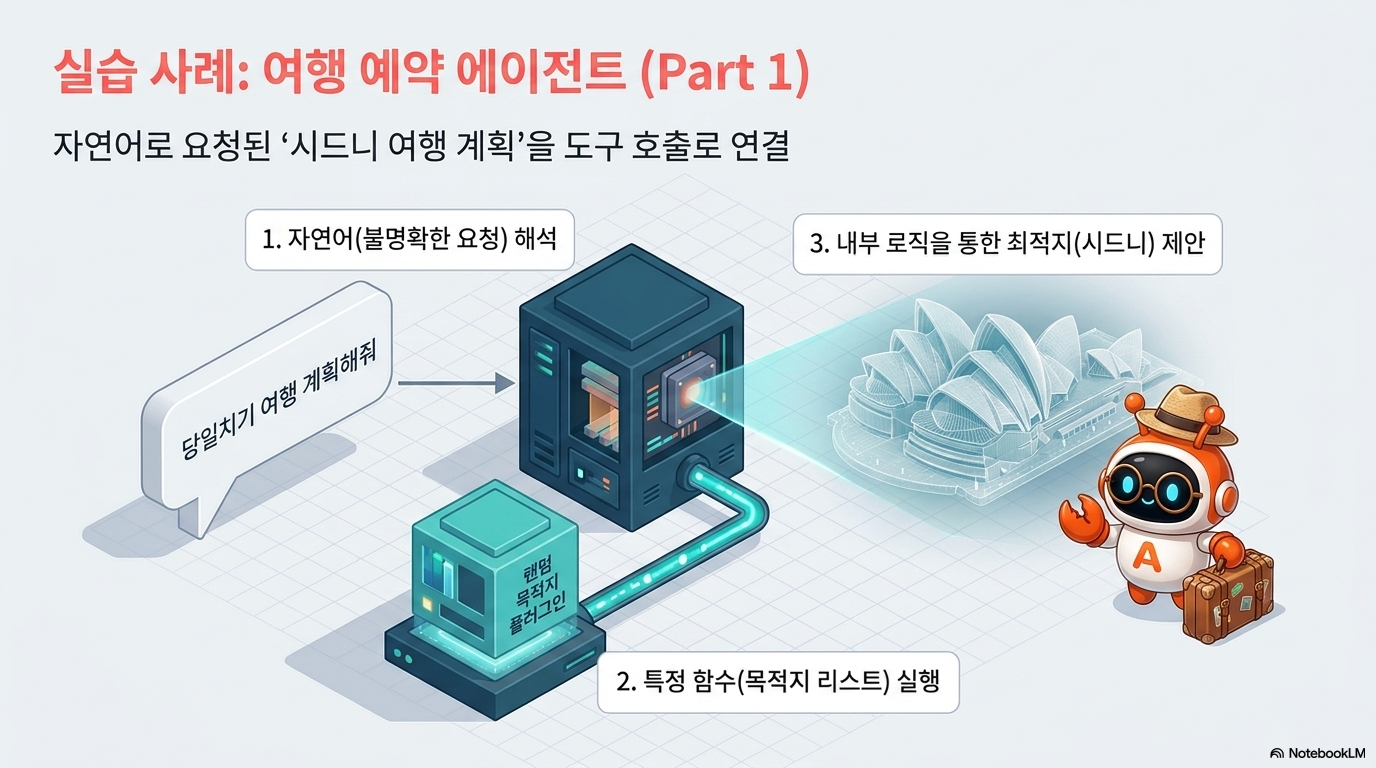 실습 사례: 여행 예약 에이전트 (Part 1)
자연어로 요청된 ‘시드니 여행 계획’을 도구 호출로 연결
1. 자연어(불명확한 요청) 해석
3. 내부 로직을 통한 최적지(시드니) 제안
당일치기 여행 계획해줘
목적지
플러그인
2. 특정 함수(목적지 리스트) 실행
A
NotebookLM